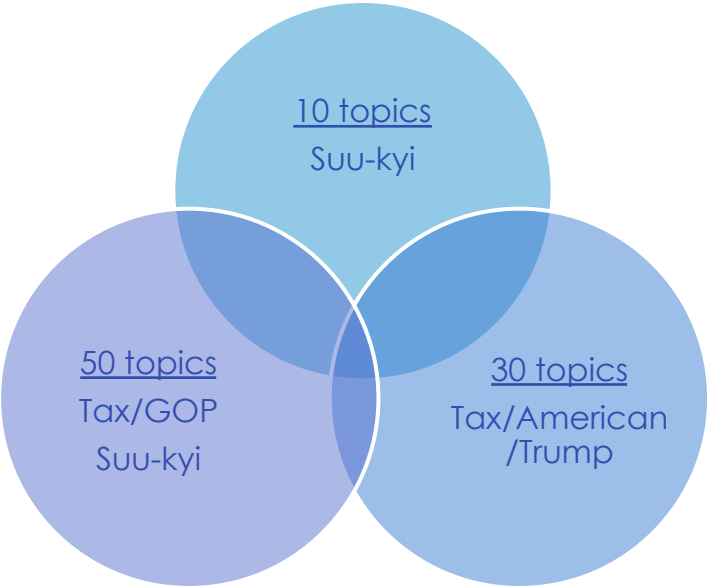 10 topics
Suu-kyi
50 topics
Tax/GOP
Suu-kyi
30 topics
Tax/American
/Trump